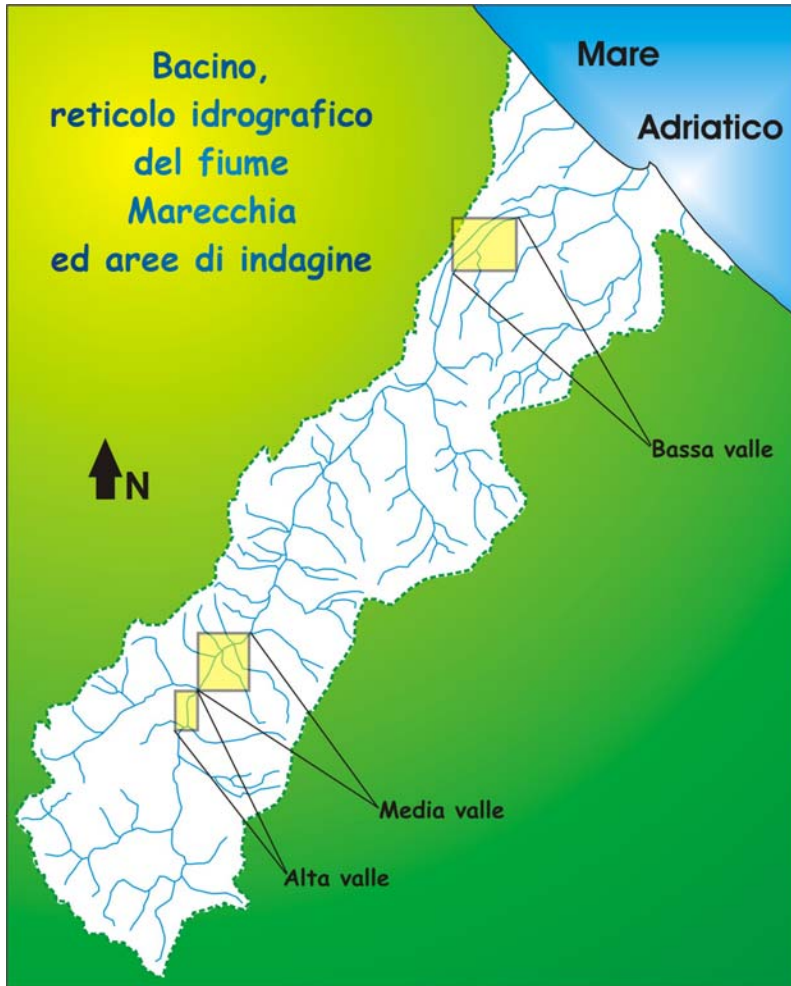 Bacino,
reticolo idrografico
del fiume
Marecchia
ed aree di indagine
Mare
Adriatico
Bassa valle
N
Media valle
Alta valle